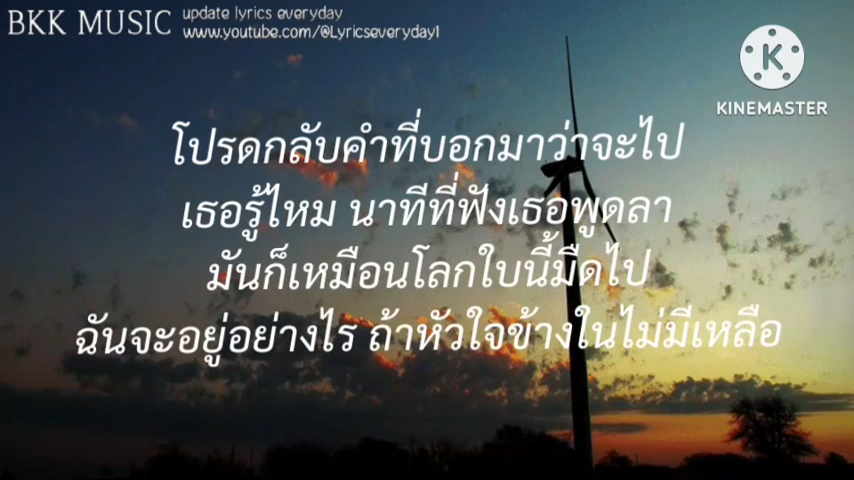 BKK MUSIC
update lyrics everyday
www.youtube.com/@Lyricseveryday1
KINEMASTER
โปรดกลับคำที่บอกมาว่าจะไป
เธอรู้ไหม นาทีที่ฟังเธอพูดลา
มันก็เหมือนโลกใบนี้มืดไป
ฉันจะอยู่อย่างไร ถ้าหัวใจข้างในไม่มีเหลือ